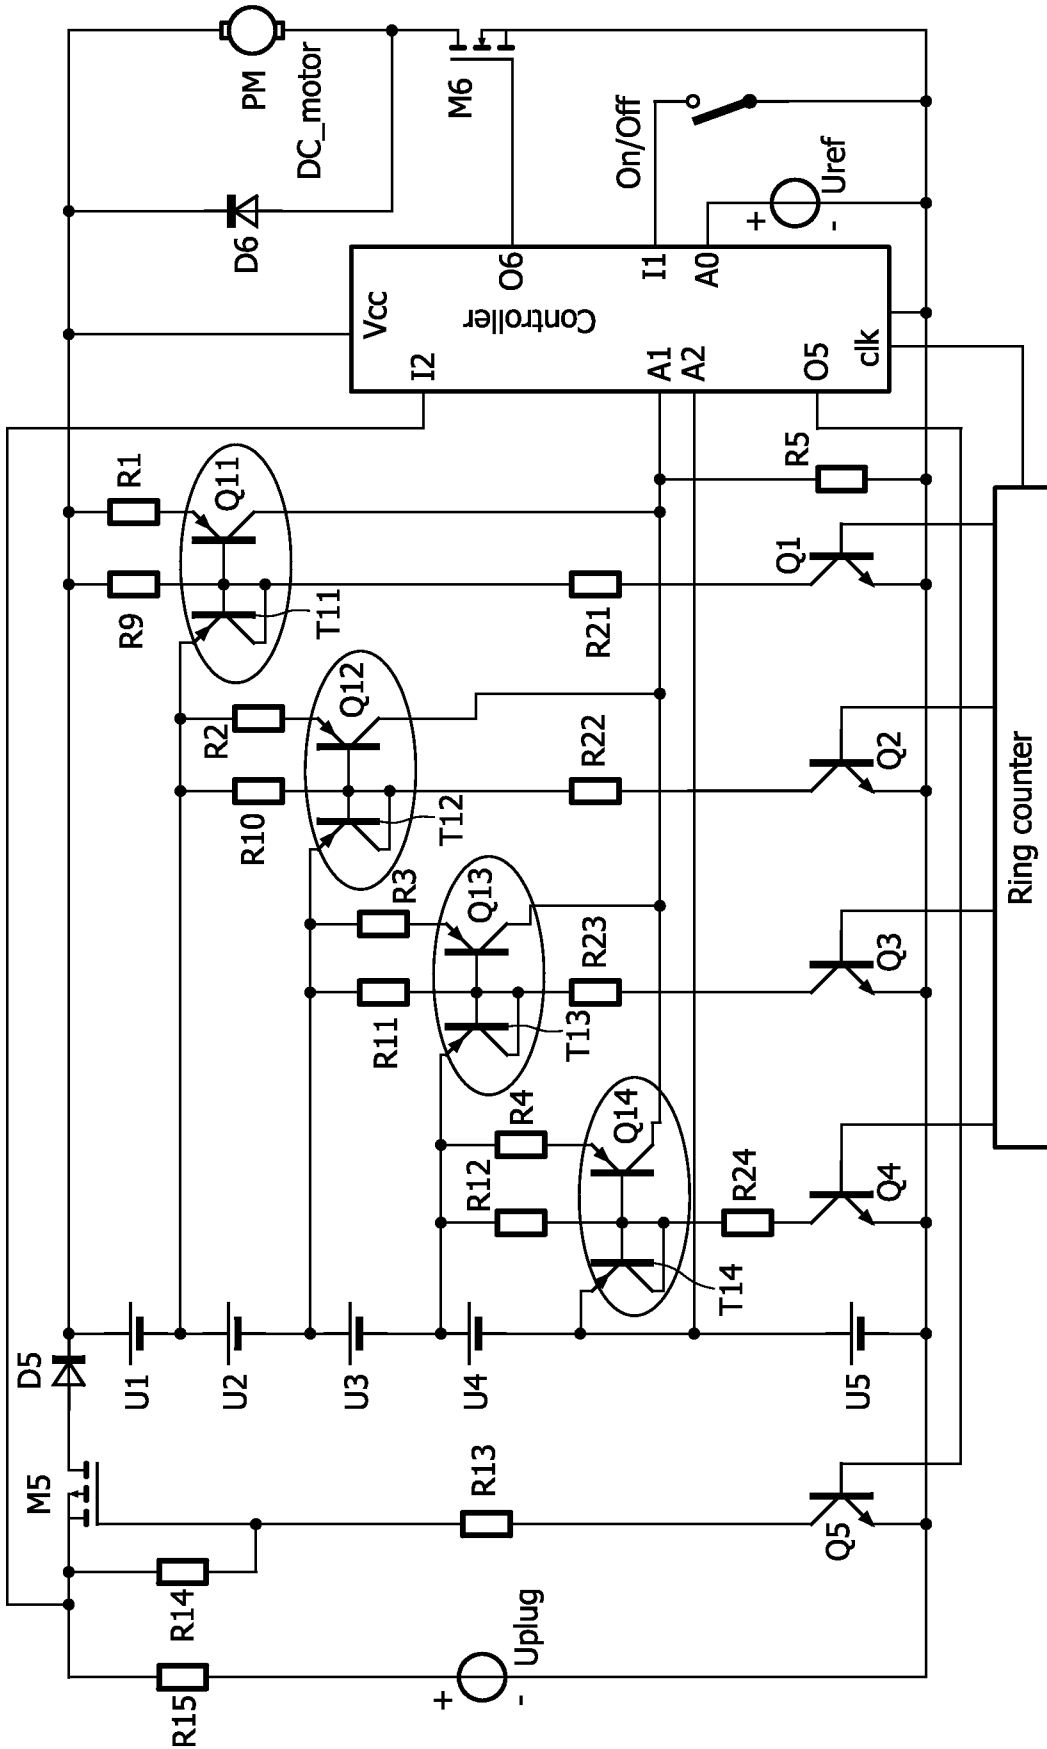 PM
DC_motor
D6
M6
On/Off
Uref
+
-
Vcc
I2
O6
I1
A0
Controller
A1
A2
O5
clk
R1
R9
Q11
T11
R21
R5
Q1
R2
R10
Q12
T12
R22
Q2
R3
R11
Q13
T13
R23
Q3
R4
R12
Q14
T14
R24
Q4
Ring counter
D5
U1
U2
U3
U4
U5
M5
R13
R14
Q5
R15
Uplug
+
-